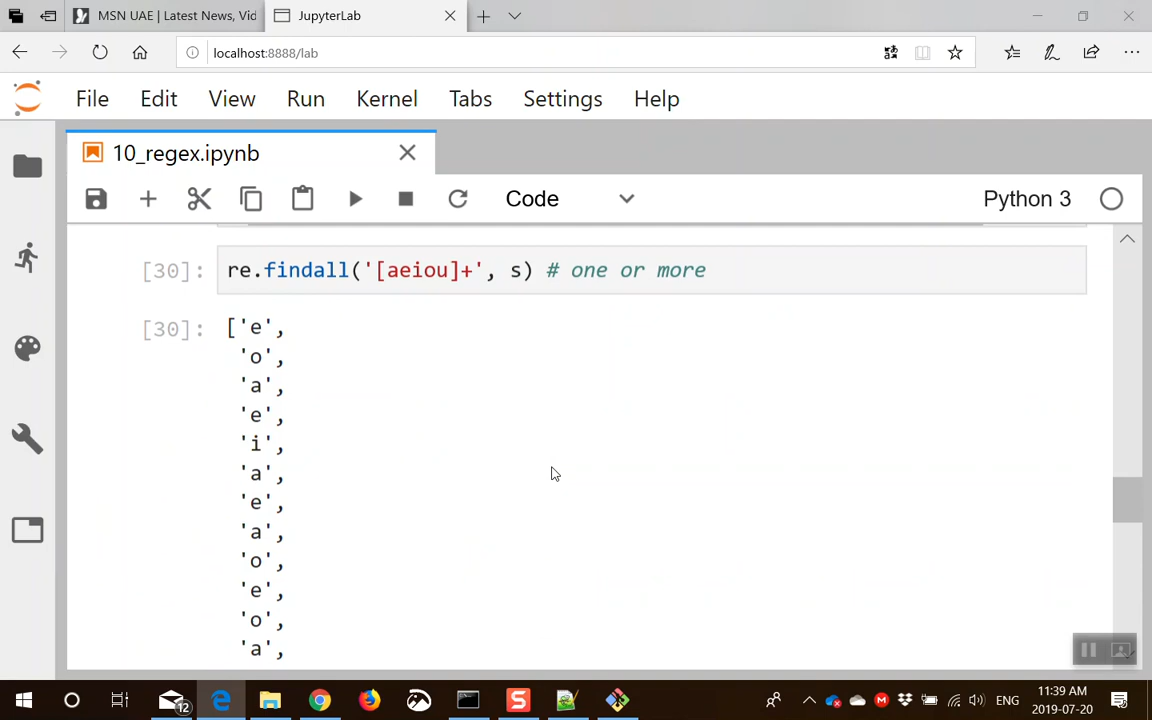 MSN UAE | Latest News, Vid
JupyterLab
localhost:8888/lab
File Edit View Run Kernel Tabs Settings Help
10_regex.ipynb
Code
Python 3
[30]: re.findall('[aeiou]+', s) # one or more
[30]: ['e',
'o',
'a',
'e',
'i',
'a',
'e',
'a',
'o',
'e',
'o',
'a',
12
ENG
11:39 AM
2019-07-20